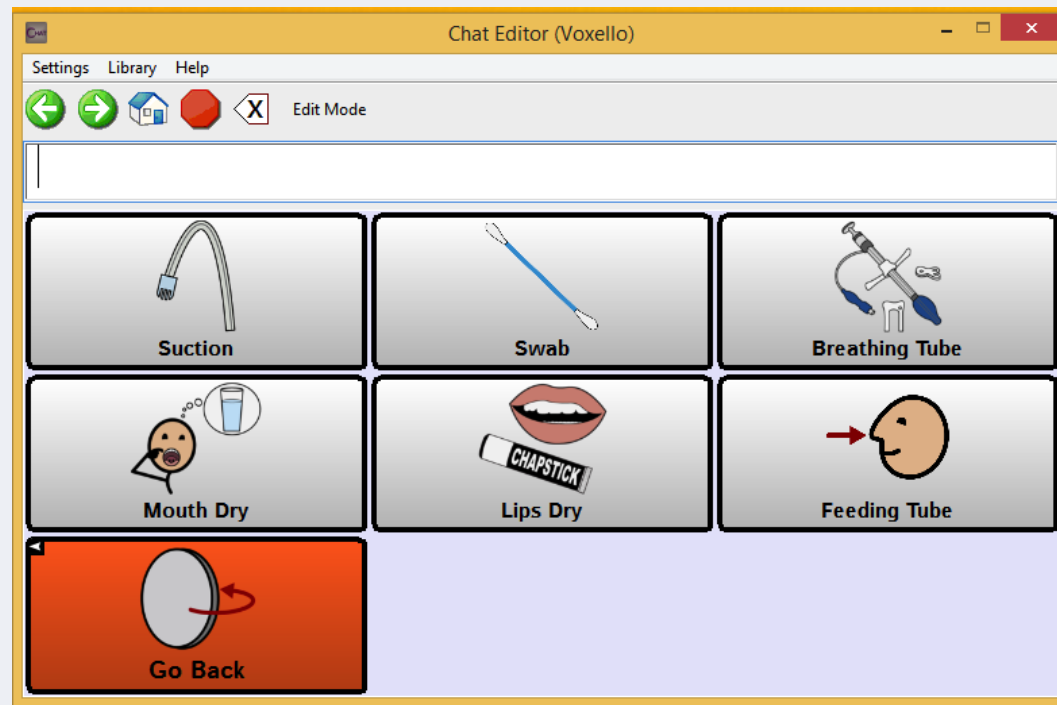 CHAT
Chat Editor (Voxello)
Settings Library Help
X Edit Mode
Suction Swab Breathing Tube
CHAPSTICK
Mouth Dry Lips Dry Feeding Tube
Go Back